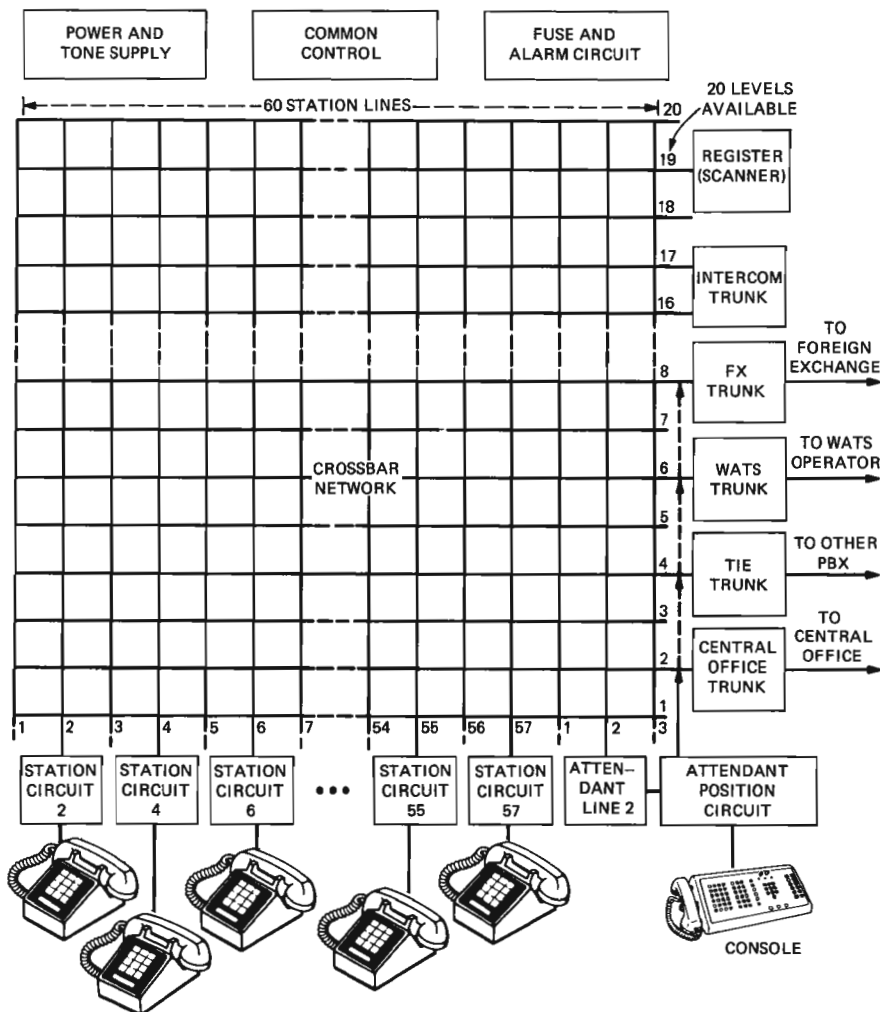 POWER AND
TONE SUPPLY
COMMON
CONTROL
FUSE AND
ALARM CIRCUIT
60 STATION LINES
20 LEVELS
AVAILABLE
20
19
REGISTER
(SCANNER)
18
17
INTERCOM
TRUNK
16
TO
FOREIGN
EXCHANGE
8
FX
TRUNK
7
TO WATS
OPERATOR
CROSSBAR
NETWORK
6
WATS
TRUNK
5
TO OTHER
PBX
4
TIE
TRUNK
3
TO
CENTRAL
OFFICE
2
CENTRAL
OFFICE
TRUNK
1
1 2 3 4 5 6 7 54 55 56 57 1 2 3
STATION
CIRCUIT
2
STATION
CIRCUIT
4
STATION
CIRCUIT
6
•••
STATION
CIRCUIT
55
STATION
CIRCUIT
57
ATTEN-
DANT
LINE 2
ATTENDANT
POSITION
CIRCUIT
CONSOLE